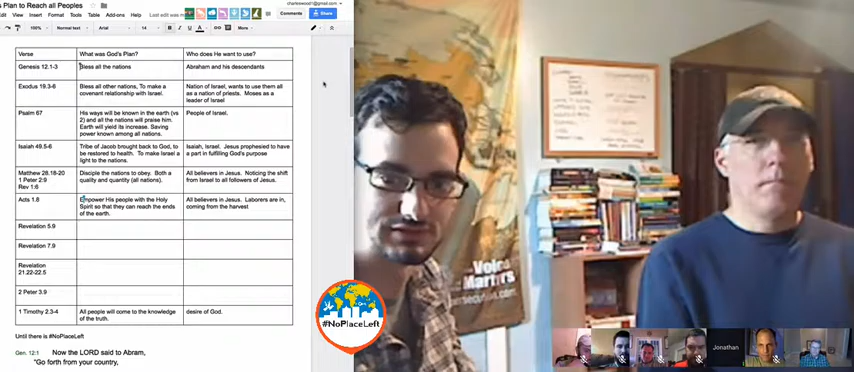 s Plan to Reach all Peoples
charleswood1@gmail.com
Edit View Insert Format Tools Table Add-ons Help Last edit was
Comments Share
100% Normal text Arial 14 B I U A More
Verse What was God's Plan? Who does He want to use?
Genesis 12.1-3 Bless all the nations Abraham and his descendants
Exodus 19.3-6 Bless all other nations, To make a Nation of Israel, wants to use them all
covenant relationship with Israel. as a nation of priests. Moses as a
leader of Israel
Psalm 67 His ways will be known in the earth (vs People of Israel.
2) and all the nations will praise him.
Earth will yield its increase. Saving
power known among all nations.
Isaiah 49.5-6 Tribe of Jacob brought back to God, to Isaiah, Israel. Jesus prophesied to have
be restored to health. To make Israel a a part in fulfilling God's purpose
light to the nations.
Matthew 28.18-20 Disciple the nations to obey. Both a All believers in Jesus. Noticing the shift
1 Peter 2:9 quality and quantity (all nations). from Israel to all followers of Jesus.
Rev 1:6
Acts 1.8 Empower His people with the Holy All believers in Jesus. Laborers are in,
Spirit so that they can reach the ends coming from the harvest
of the earth.
Revelation 5.9
Revelation 7.9
Revelation
21.22-22.5
2 Peter 3.9
1 Timothy 2.3-4 All people will come to the knowledge desire of God.
of the truth.
Until there is #NoPlaceLeft
Gen. 12:1 Now the LORD said to Abram,
"Go forth from your country,
#NoPlaceLeft
Voice
Martyrs
Jonathan